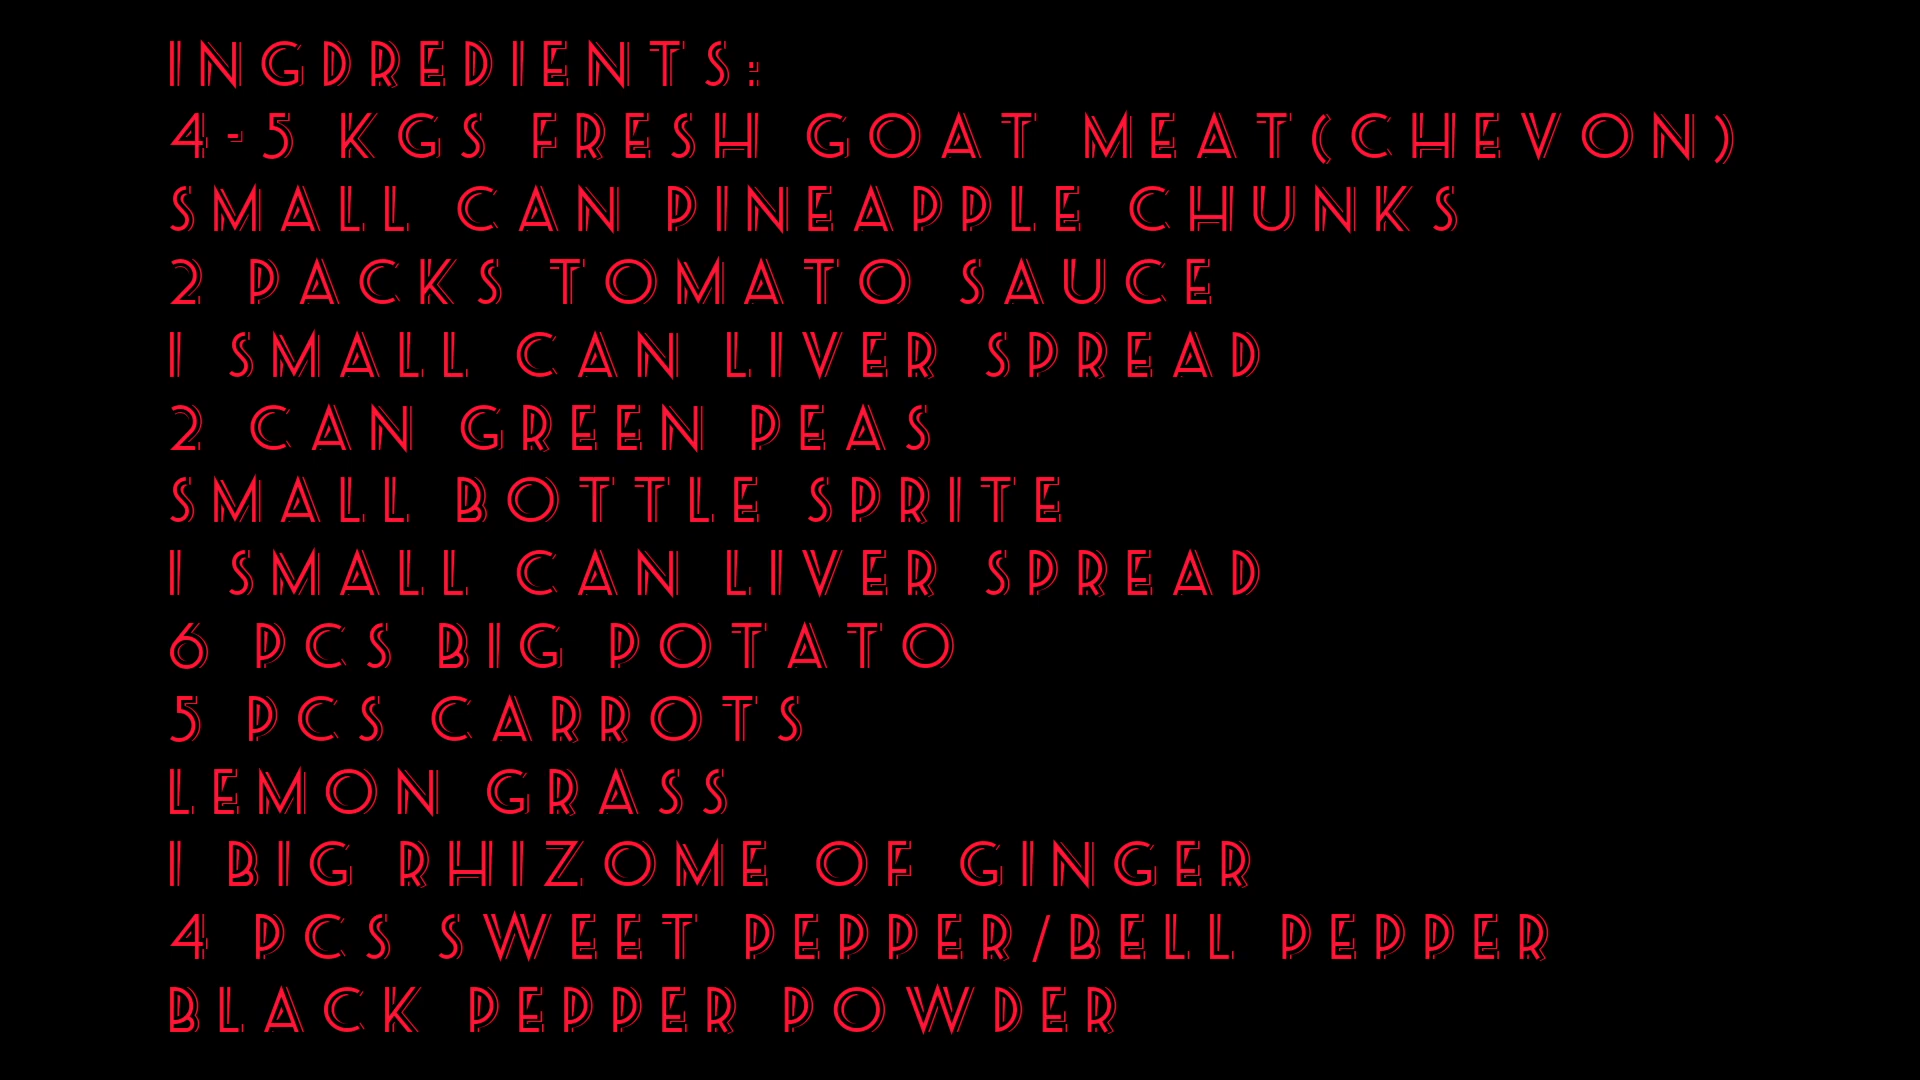 INGDREDIENTS:
4-5 KGS FRESH GOAT MEAT(CHEVON)
SMALL CAN PINEAPPLE CHUNKS
2 PACKS TOMATO SAUCE
1 SMALL CAN LIVER SPREAD
2 CAN GREEN PEAS
SMALL BOTTLE SPRITE
1 SMALL CAN LIVER SPREAD
6 PCS BIG POTATO
5 PCS CARROTS
LEMON GRASS
1 BIG RHIZOME OF GINGER
4 PCS SWEET PEPPER/BELL PEPPER
BLACK PEPPER POWDER